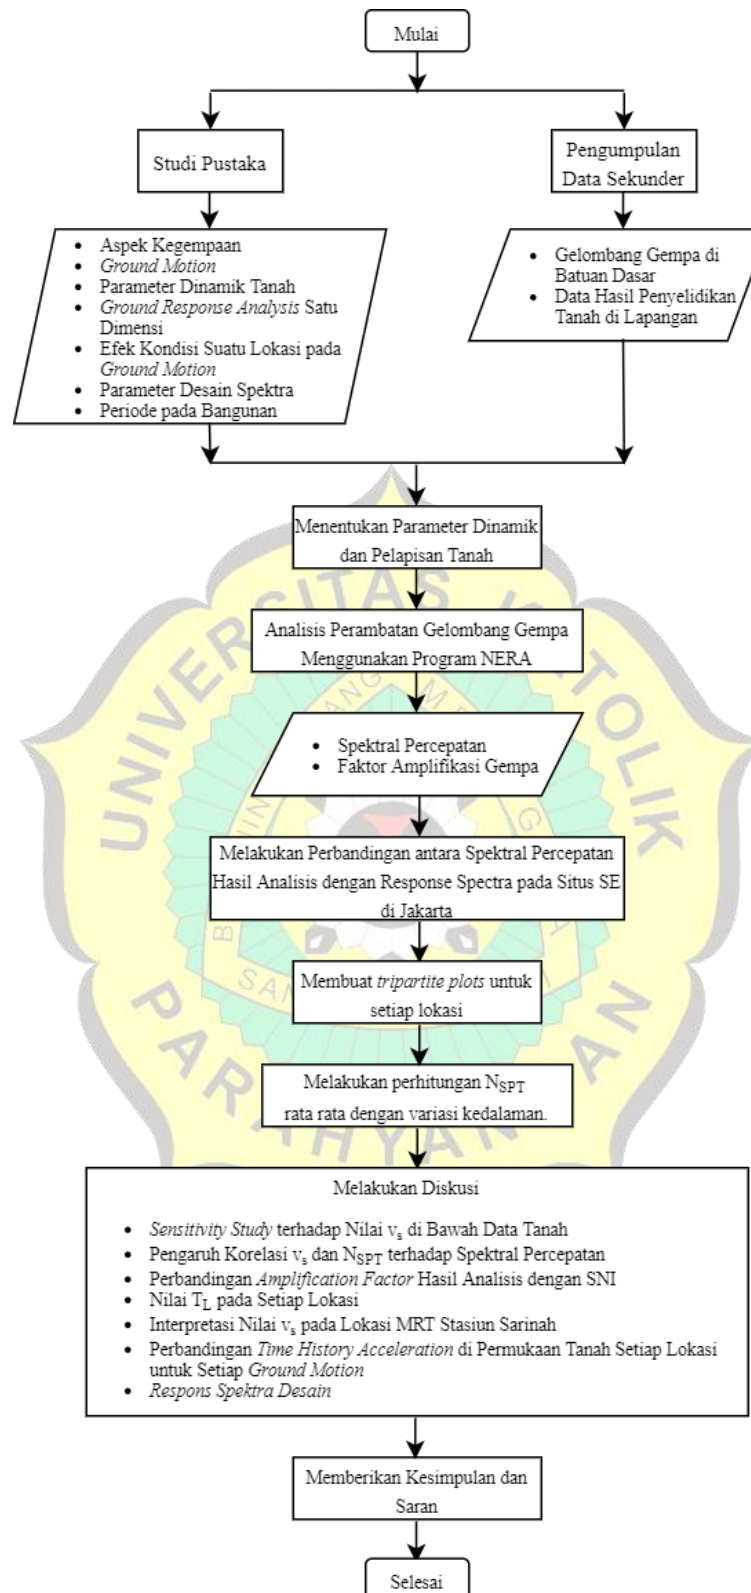 Mulai
Studi Pustaka
Pengumpulan
Data Sekunder
• Aspek Kegempaan
• Ground Motion
• Parameter Dinamik Tanah
• Ground Response Analysis Satu
Dimensi
• Efek Kondisi Suatu Lokasi pada
Ground Motion
• Parameter Desain Spektra
• Periode pada Bangunan
• Gelombang Gempa di
Batuan Dasar
• Data Hasil Penyelidikan
Tanah di Lapangan
Menentukan Parameter Dinamik
dan Pelapisan Tanah
Analisis Perambatan Gelombang Gempa
Menggunakan Program NERA
• Spektral Percepatan
• Faktor Amplifikasi Gempa
Melakukan Perbandingan antara Spektral Percepatan
Hasil Analisis dengan Response Spectra pada Situs SE
di Jakarta
Membuat tripartite plots untuk
setiap lokasi
Melakukan perhitungan NSPT
rata rata dengan variasi kedalaman.
Melakukan Diskusi
• Sensitivity Study terhadap Nilai vs di Bawah Data Tanah
• Pengaruh Korelasi vs dan NSPT terhadap Spektral Percepatan
• Perbandingan Amplification Factor Hasil Analisis dengan SNI
• Nilai TL pada Setiap Lokasi
• Interpretasi Nilai vs pada Lokasi MRT Stasiun Sarinah
• Perbandingan Time History Acceleration di Permukaan Tanah Setiap Lokasi
untuk Setiap Ground Motion
• Respons Spektra Desain
Memberikan Kesimpulan dan
Saran
Selesai